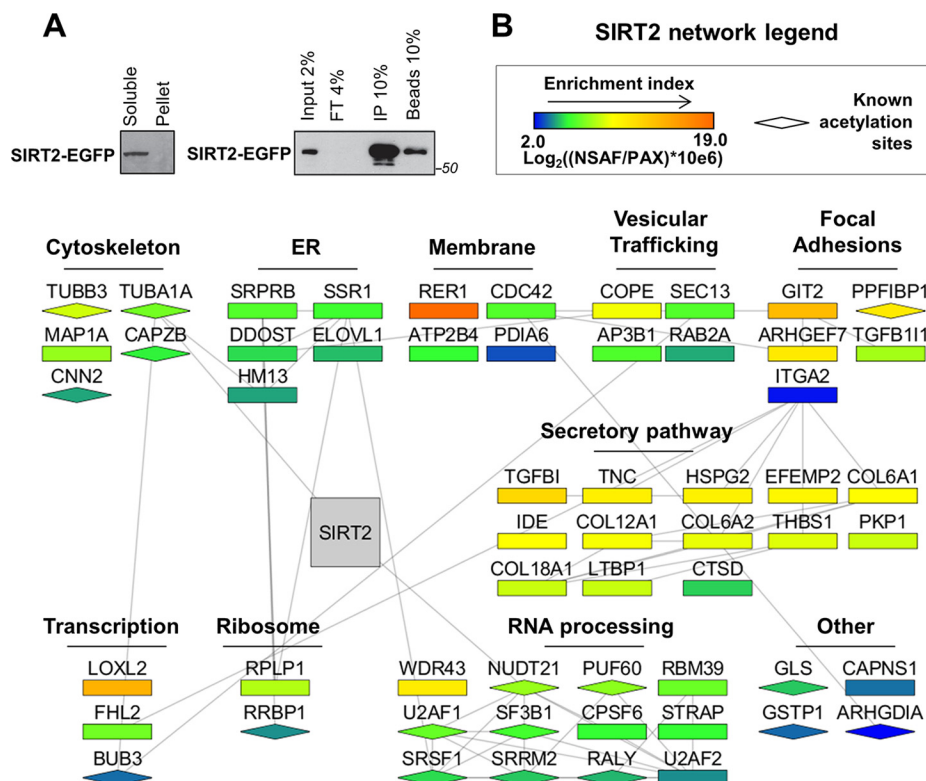 A
Soluble
Pellet
SIRT2-EGFP
Input 2%
FT 4%
IP 10%
Beads 10%
SIRT2-EGFP
-50
B
SIRT2 network legend
Enrichment index
2.0
19.0
Log2((NSAF/PAX)*10e6)
Known
acetylation
sites
Cytoskeleton
TUBB3 TUBA1A
MAP1A CAPZB
CNN2
ER
SRPRB SSR1
DDOST ELOVL1
HM13
Membrane
RER1 CDC42
ATP2B4 PDIA6
Vesicular
Trafficking
COPE SEC13
AP3B1 RAB2A
Focal
Adhesions
GIT2 PPFIBP1
ARHGEF7 TGFB1I1
ITGA2
Secretory pathway
TGFBI TNC HSPG2 EFEMP2 COL6A1
IDE COL12A1 COL6A2 THBS1 PKP1
COL18A1 LTBP1 CTSD
SIRT2
Transcription
LOXL2
FHL2
BUB3
Ribosome
RPLP1
RRBP1
RNA processing
WDR43 NUDT21 PUF60 RBM39
U2AF1 SF3B1 CPSF6 STRAP
SRSF1 SRRM2 RALY U2AF2
Other
GLS CAPNS1
GSTP1 ARHGDIA